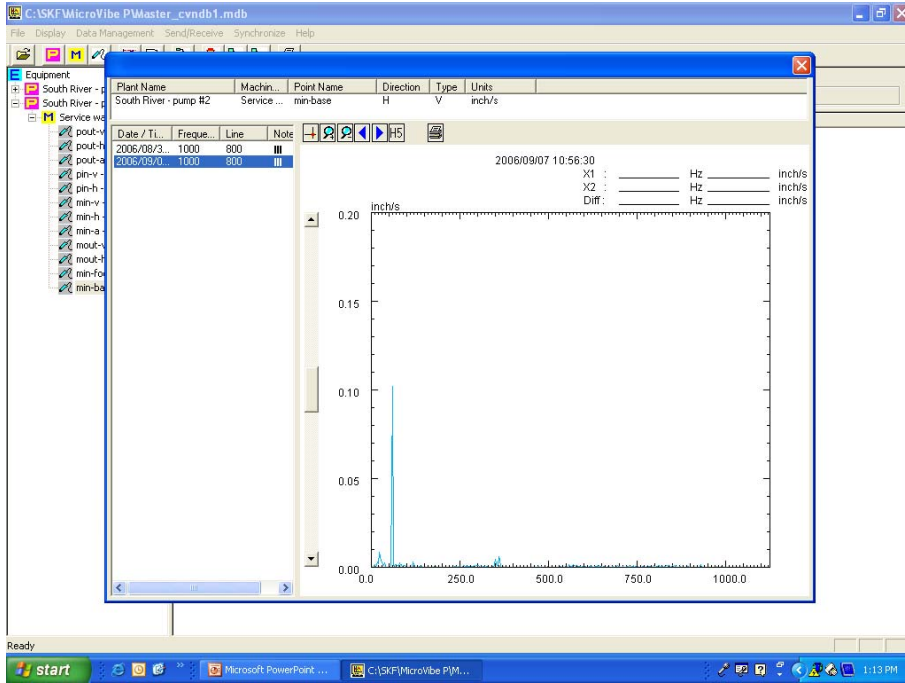 C:\SKF\MicroVibe P\Master_cvndb1.mdb
File Display Data Management Send/Receive Synchronize Help
P M
E Equipment
P South River - p
P South River - p
M Service wa
pout-v
pout-h
pout-a
pin-v -
pin-h -
min-v -
min-h -
min-a -
mout-v
mout-h
min-foo
min-ba
Plant Name Machin... Point Name Direction Type Units
South River - pump #2 Service ... min-base H V inch/s
Date / Ti... Freque... Line Note
2006/08/3... 1000 800
2006/09/0... 1000 800
H5
2006/09/07 10:56:30
X1 : Hz inch/s
X2 : Hz inch/s
Diff : Hz inch/s
inch/s
0.20
0.15
0.10
0.05
0.00
0.0 250.0 500.0 750.0 1000.0
Ready
start Microsoft PowerPoint ... C:\SKF\MicroVibe P\M... 1:13 PM